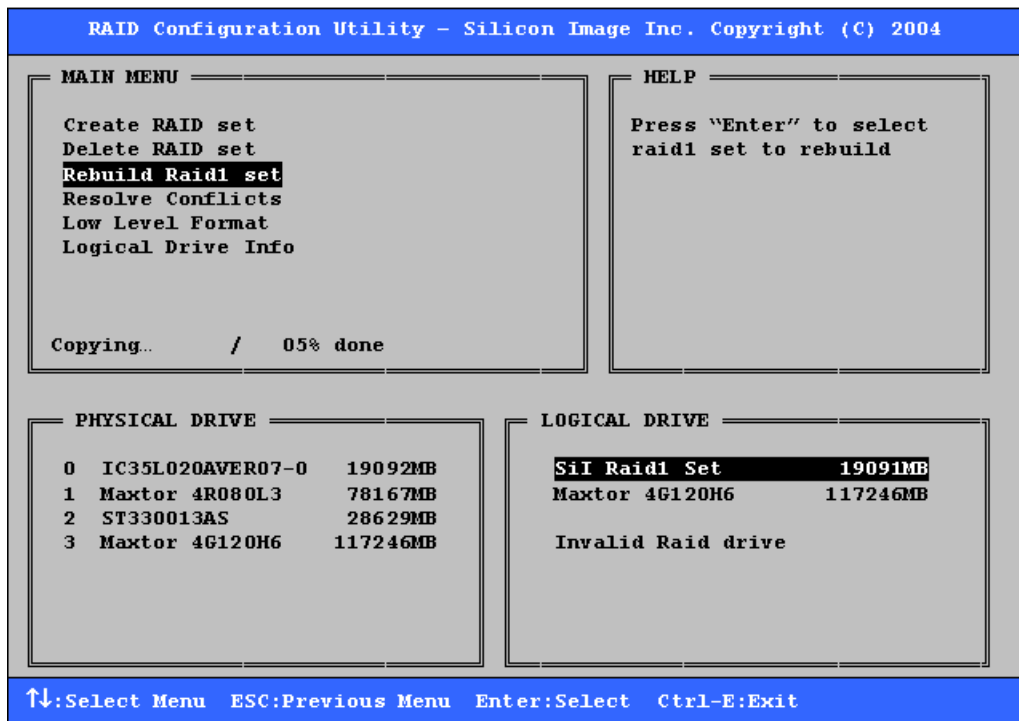 RAID Configuration Utility – Silicon Image Inc. Copyright (C) 2004
MAIN MENU
Create RAID set
Delete RAID set
Rebuild Raid1 set
Resolve Conflicts
Low Level Format
Logical Drive Info
Copying… / 05% done
HELP
Press “Enter” to select
raid1 set to rebuild
PHYSICAL DRIVE
0 IC35L020AVER07-0 19092MB
1 Maxtor 4R080L3 78167MB
2 ST330013AS 28629MB
3 Maxtor 4G120H6 117246MB
LOGICAL DRIVE
SiI Raid1 Set 19091MB
Maxtor 4G120H6 117246MB
Invalid Raid drive
↑↓:Select Menu ESC:Previous Menu Enter:Select Ctrl-E:Exit